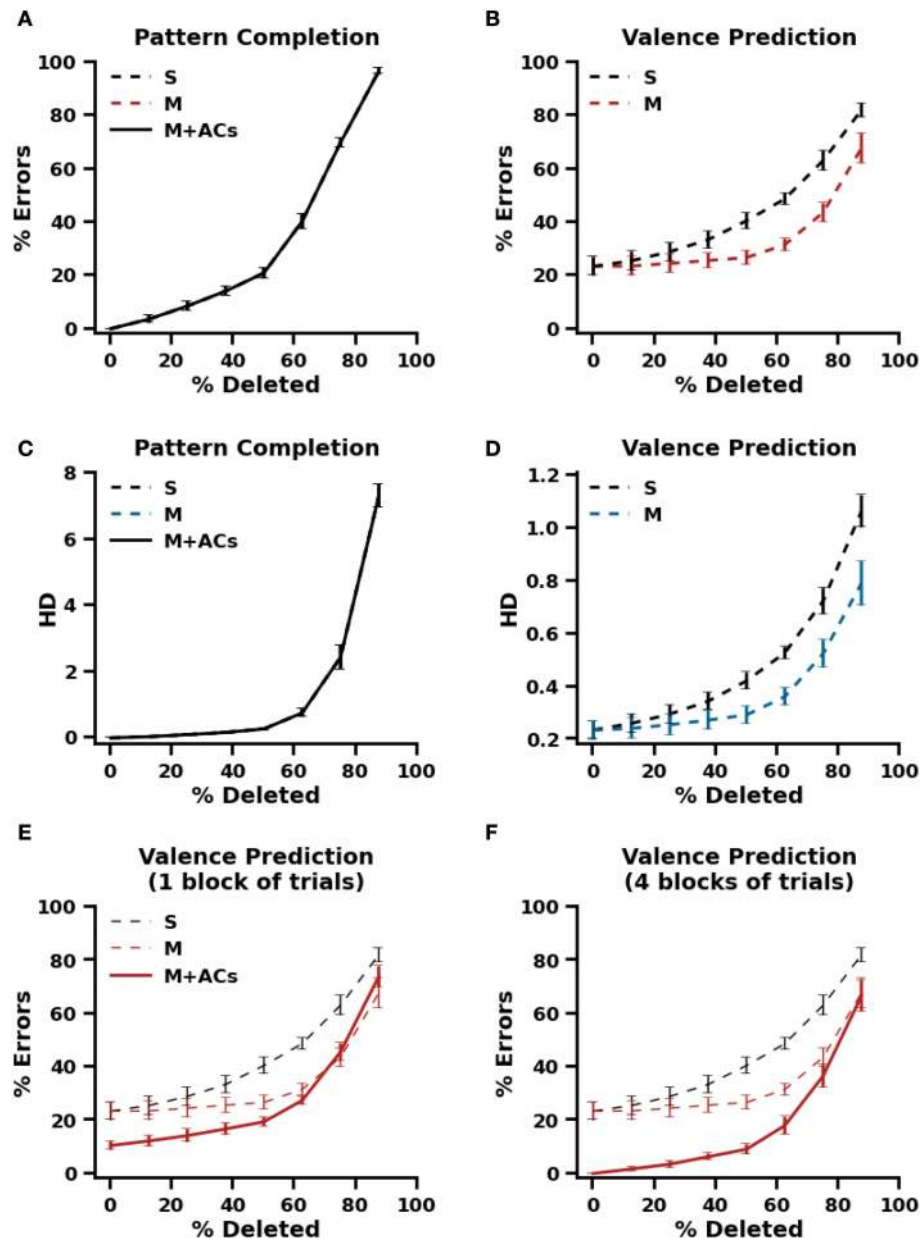 A
Pattern Completion
100
80
60
40
20
0
% Errors
S
M
M+ACs
0 20 40 60 80 100
% Deleted
B
Valence Prediction
100
80
60
40
20
0
% Errors
S
M
0 20 40 60 80 100
% Deleted
C
Pattern Completion
8
6
4
2
0
HD
S
M
M+ACs
0 20 40 60 80 100
% Deleted
D
Valence Prediction
1.2
1.0
0.8
0.6
0.4
0.2
HD
S
M
0 20 40 60 80 100
% Deleted
E
Valence Prediction
(1 block of trials)
100
80
60
40
20
0
% Errors
S
M
M+ACs
0 20 40 60 80 100
% Deleted
F
Valence Prediction
(4 blocks of trials)
100
80
60
40
20
0
% Errors
0 20 40 60 80 100
% Deleted